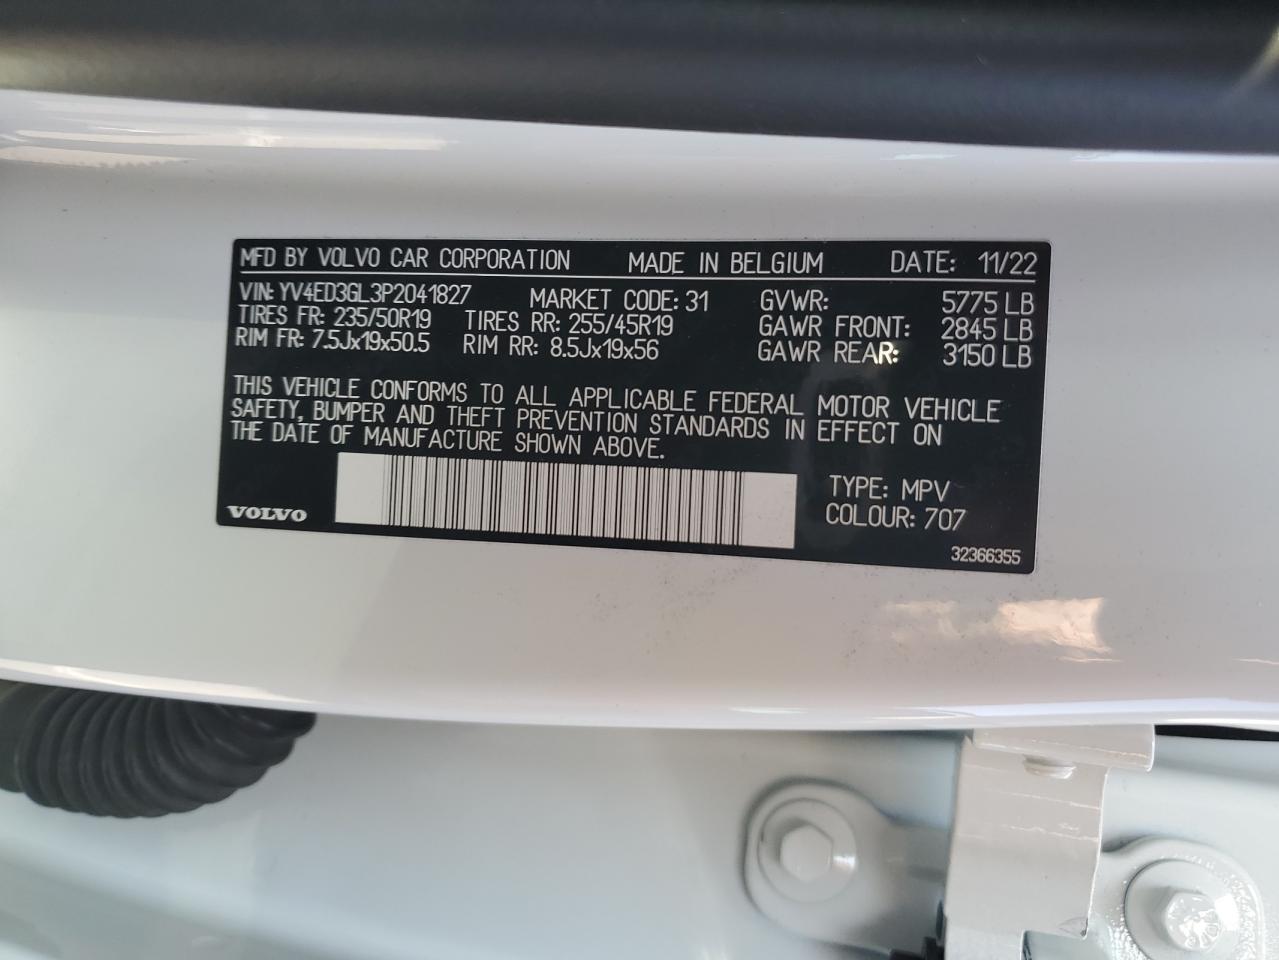 MFD BY VOLVO CAR CORPORATION MADE IN BELGIUM DATE: 11/22
VIN: YV4ED3GL3P2041827 MARKET CODE: 31 GVWR: 5775 LB
TIRES FR: 235/50R19 TIRES RR: 255/45R19 GAWR FRONT: 2845 LB
RIM FR: 7.5Jx19x50.5 RIM RR: 8.5Jx19x56 GAWR REAR: 3150 LB
THIS VEHICLE CONFORMS TO ALL APPLICABLE FEDERAL MOTOR VEHICLE
SAFETY, BUMPER AND THEFT PREVENTION STANDARDS IN EFFECT ON
THE DATE OF MANUFACTURE SHOWN ABOVE.
TYPE: MPV
VOLVO COLOUR: 707
32366355